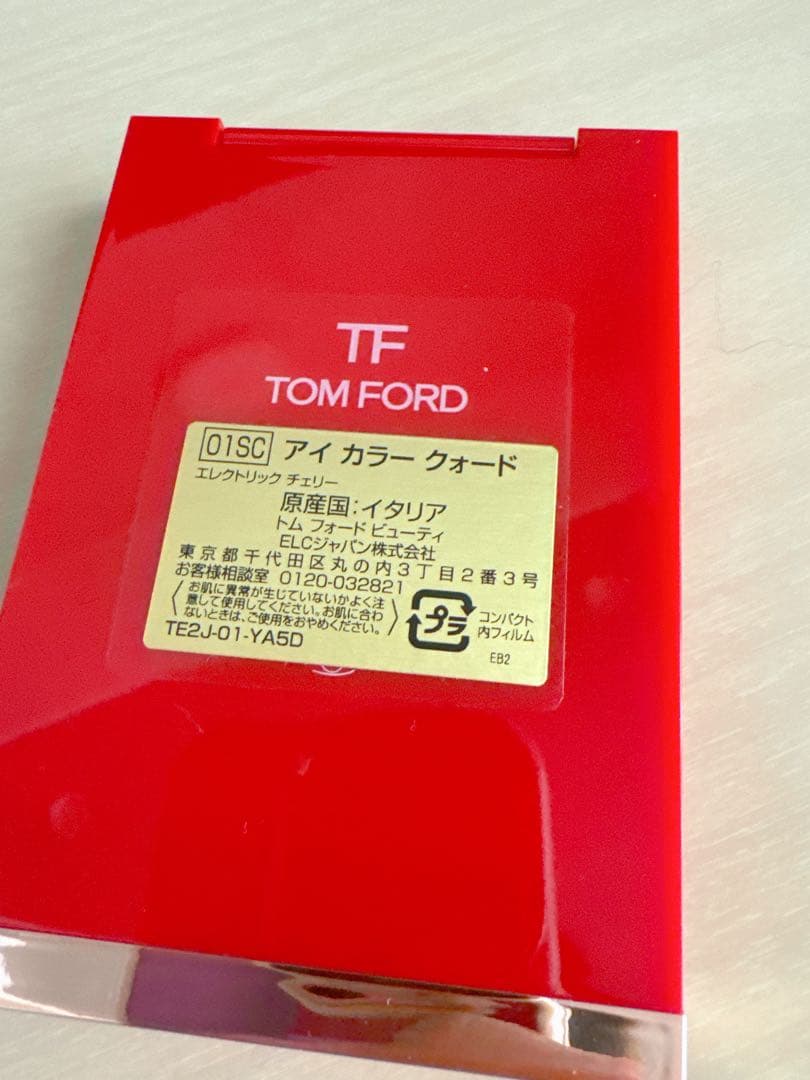 TF
TOM FORD
01SC アイ カラー クォード
エレクトリック チェリー
原産国:イタリア
トム フォード ビューティ
ELCジャパン株式会社
東京都千代田区丸の内3丁目2番3号
お客様相談室 0120-032821
〈お肌に異常が生じていないかよく注
意して使用してください。お肌に合わ
ないときは、ご使用をおやめください。〉
TE2J-01-YA5D
プラ
コンパクト
内フィルム
EB2